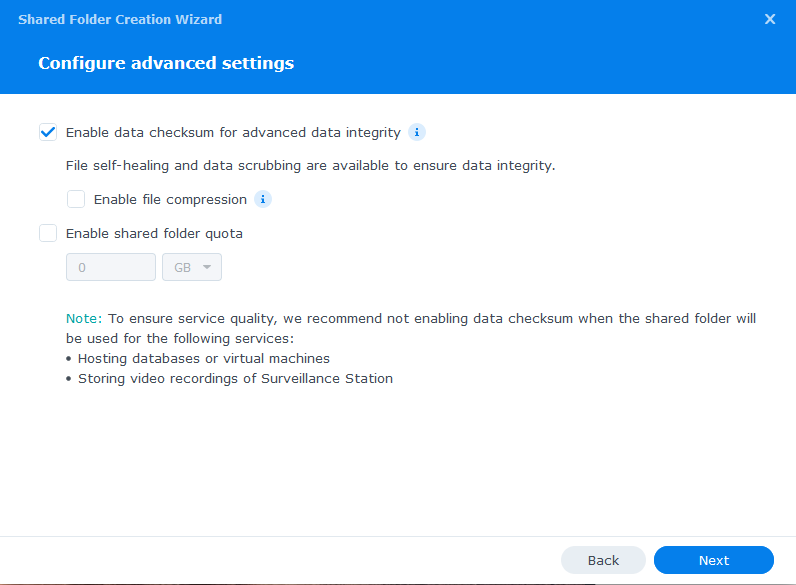 Shared Folder Creation Wizard
Configure advanced settings
Enable data checksum for advanced data integrity
File self-healing and data scrubbing are available to ensure data integrity.
Enable file compression
Enable shared folder quota
0 GB
Note: To ensure service quality, we recommend not enabling data checksum when the shared folder will
be used for the following services:
• Hosting databases or virtual machines
• Storing video recordings of Surveillance Station
Back Next